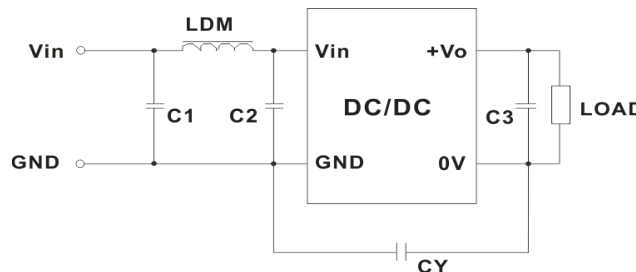 LDM
Vin
Vin
+Vo
C1
C2
DC/DC
C3
LOAD
GND
GND
0V
CY